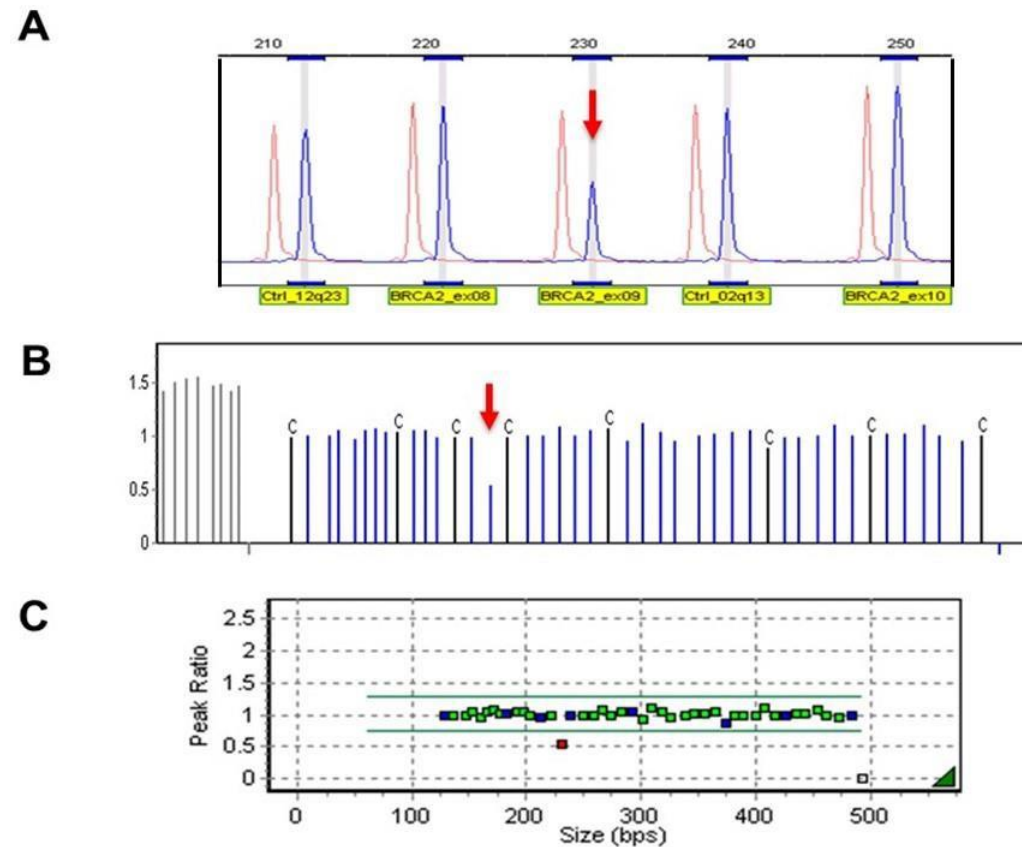 A
210 220 230 240 250
Ctrl_12q23 BRCA2_ex08 BRCA2_ex09 Ctrl_02q13 BRCA2_ex10
B
1.5
1
0.5
0
C C C C C C C C
C
2.5
2
1.5
1
0.5
0
Peak Ratio
0 100 200 300 400 500
Size (bps)